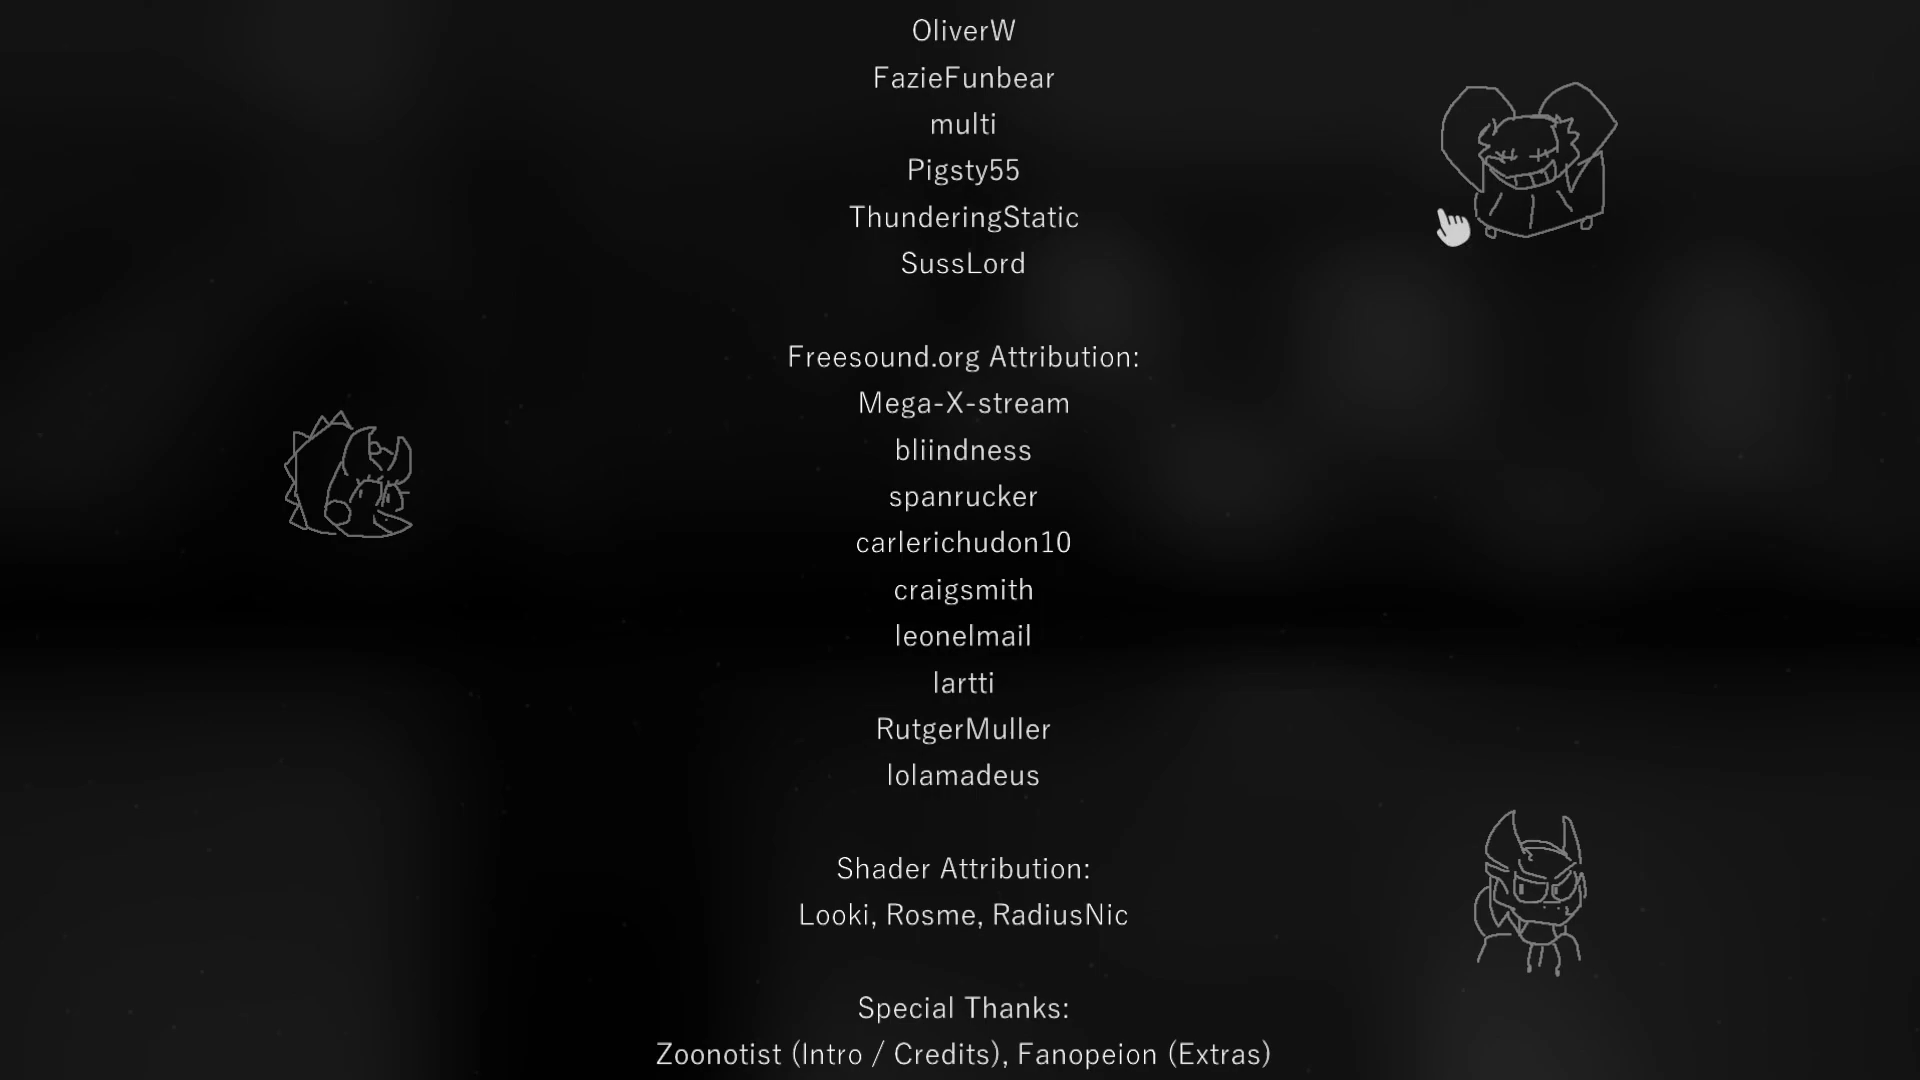 OliverW
FazieFunbear
multi
Pigsty55
ThunderingStatic
SussLord
Freesound.org Attribution:
Mega-X-stream
bliindness
spanrucker
carlerichudon10
craigsmith
leonelmail
lartti
RutgerMuller
lolamadeus
Shader Attribution:
Looki, Rosme, RadiusNic
Special Thanks:
Zoonotist (Intro / Credits), Fanopeion (Extras)